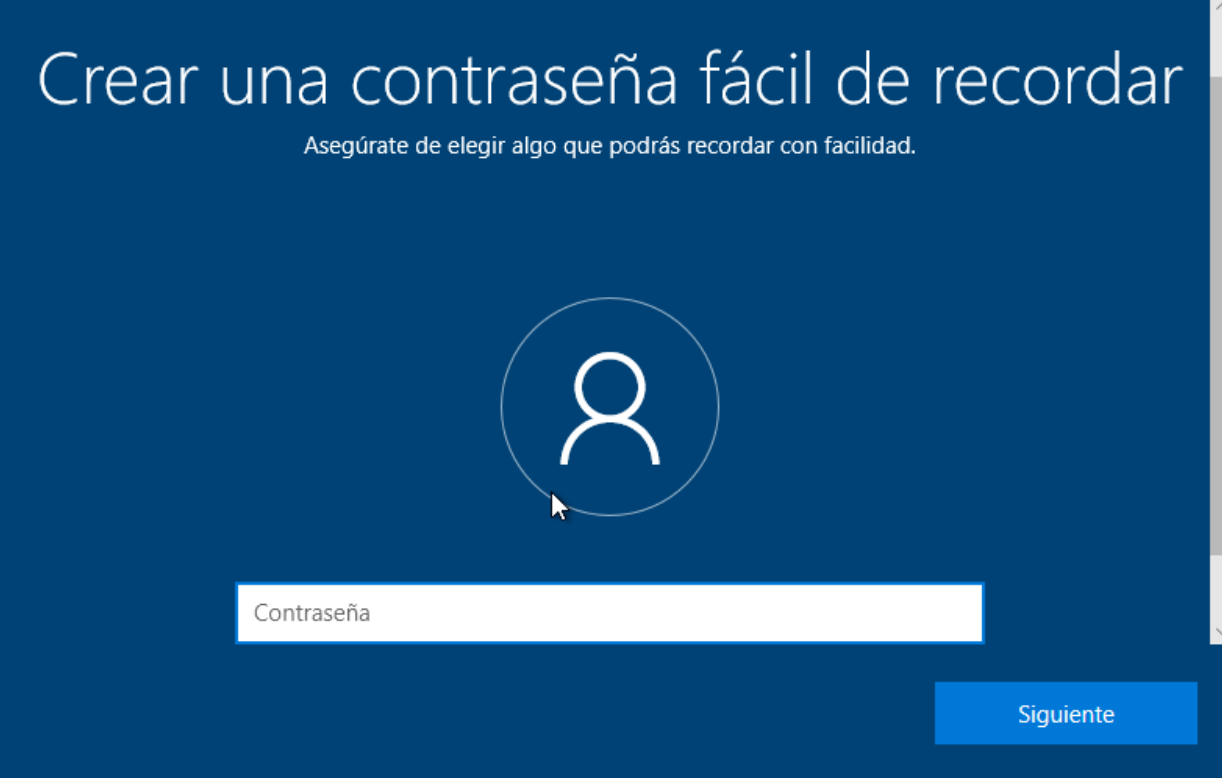 Crear una contraseña fácil de recordar
Asegúrate de elegir algo que podrás recordar con facilidad.
Contraseña
Siguiente